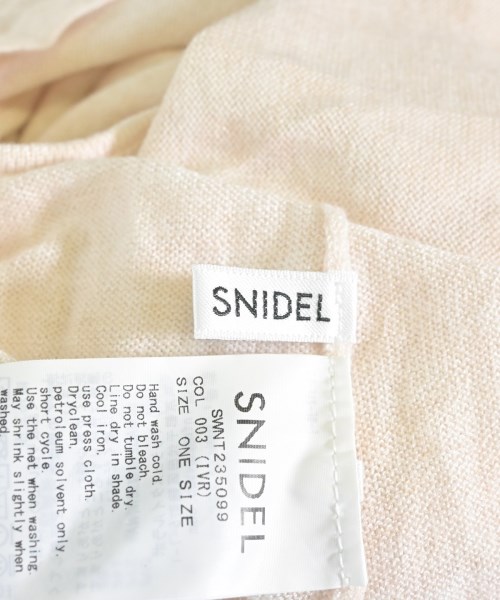 SNIDEL
SNIDEL
SWNT235099
COL 003 (IVR)
SIZE ONE SIZE
Hand wash cold.
Do not bleach.
Do not tumble dry.
Line dry in shade.
Cool iron.
use press cloth.
Dryclean,
petroleum solvent only.
short cycle.
Use the net when washing.
May shrink slightly when
washed.